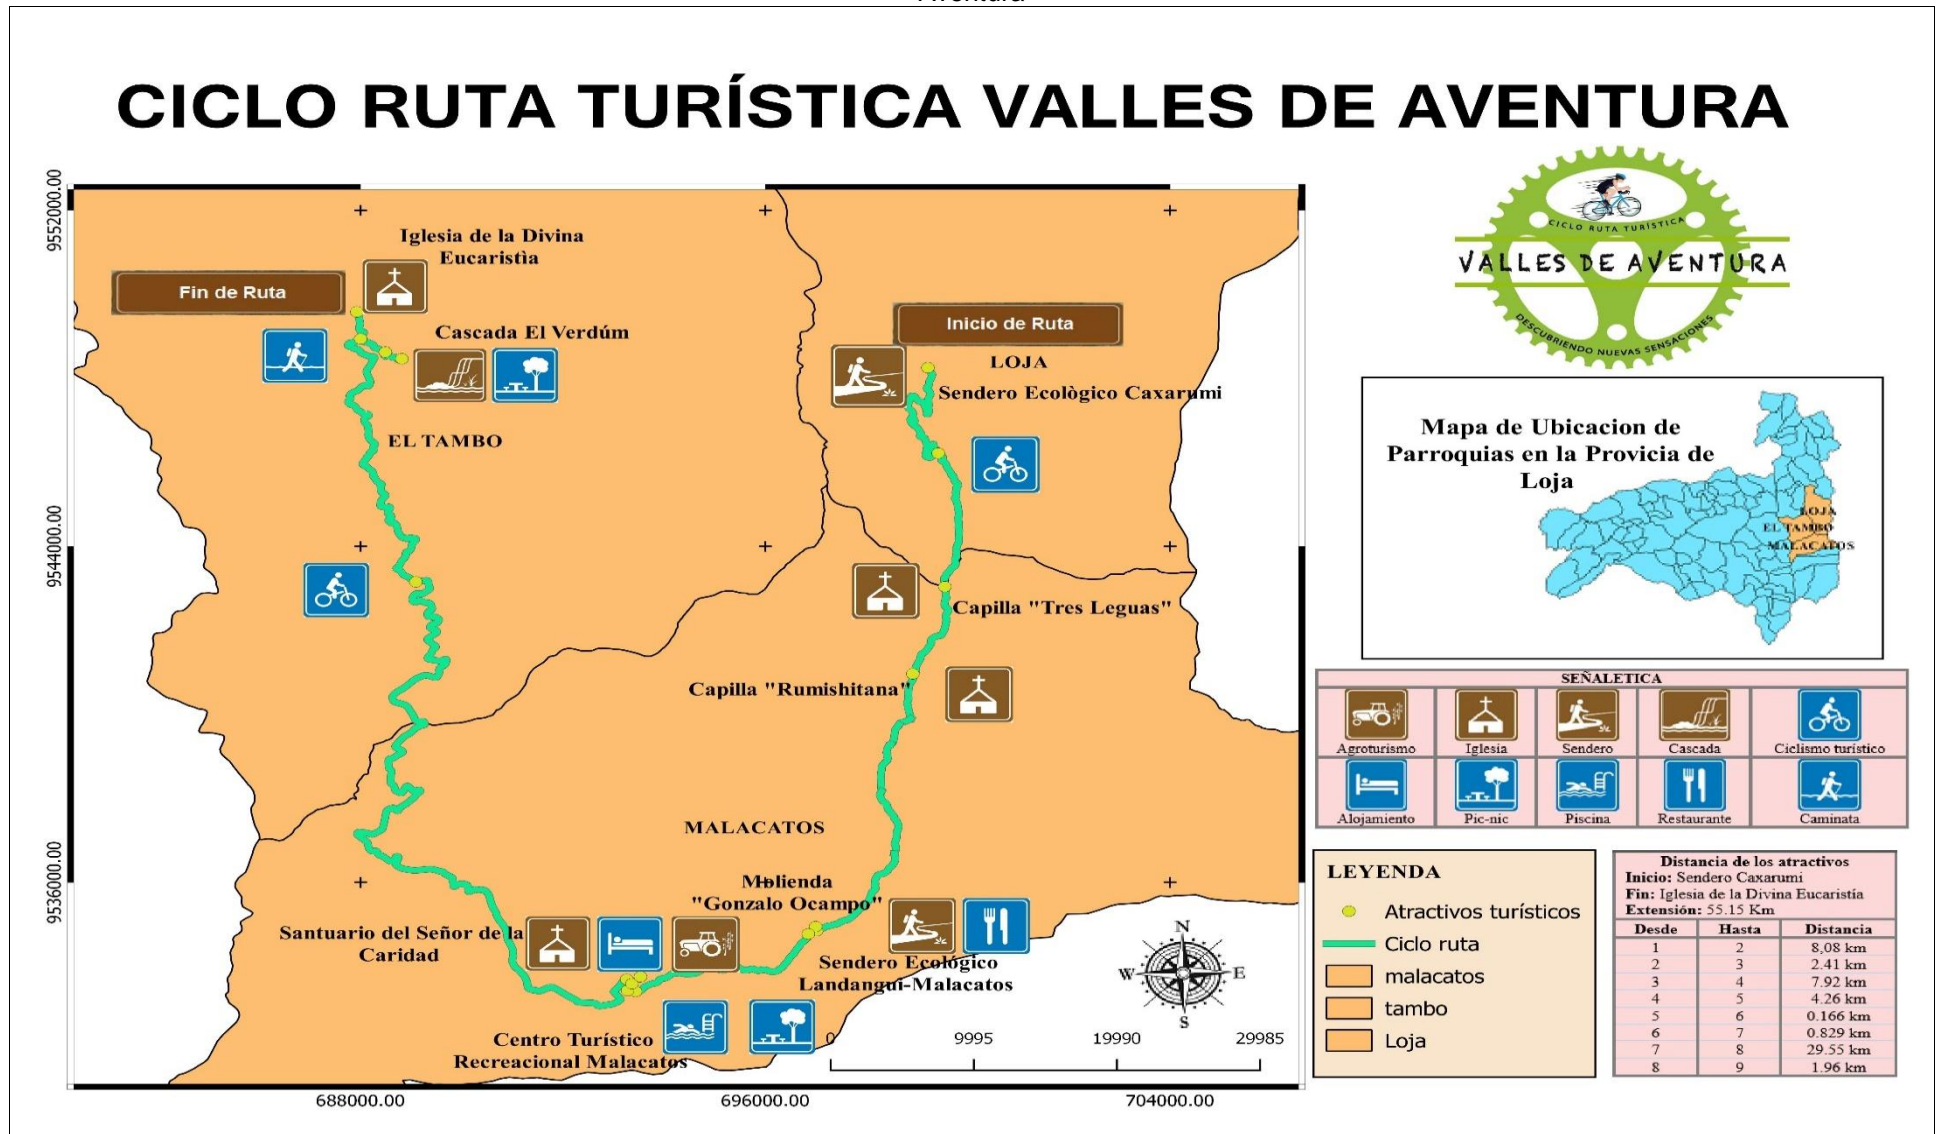 Aventura
CICLO RUTA TURÍSTICA VALLES DE AVENTURA
9552000.00
9544000.00
9536000.00
688000.00
696000.00
704000.00
Iglesia de la Divina
Eucaristìa
Fin de Ruta
Cascada El Verdúm
EL TAMBO
Inicio de Ruta
LOJA
Sendero Ecològico Caxarumi
Capilla "Tres Leguas"
Capilla "Rumishitana"
MALACATOS
Molienda
"Gonzalo Ocampo"
Santuario del Señor de la
Caridad
Sendero Ecológico
Landangui-Malacatos
Centro Turístico
Recreacional Malacatos
N
W E
S
0 9995 19990 29985
CICLO RUTA TURÍSTICA
VALLES DE AVENTURA
DESCUBRIENDO NUEVAS SENSACIONES
Mapa de Ubicacion de
Parroquias en la Provicia de
Loja
LOJA
EL TAMBO
MALACATOS
SEÑALETICA
Agroturismo Iglesia Sendero Cascada Ciclismo turístico
Alojamiento Pic-nic Piscina Restaurante Caminata
LEYENDA
Atractivos turísticos
Ciclo ruta
malacatos
tambo
Loja
Distancia de los atractivos
Inicio: Sendero Caxarumi
Fin: Iglesia de la Divina Eucaristía
Extensión: 55.15 Km
Desde Hasta Distancia
1 2 8,08 km
2 3 2.41 km
3 4 7.92 km
4 5 4.26 km
5 6 0.166 km
6 7 0.829 km
7 8 29.55 km
8 9 1.96 km